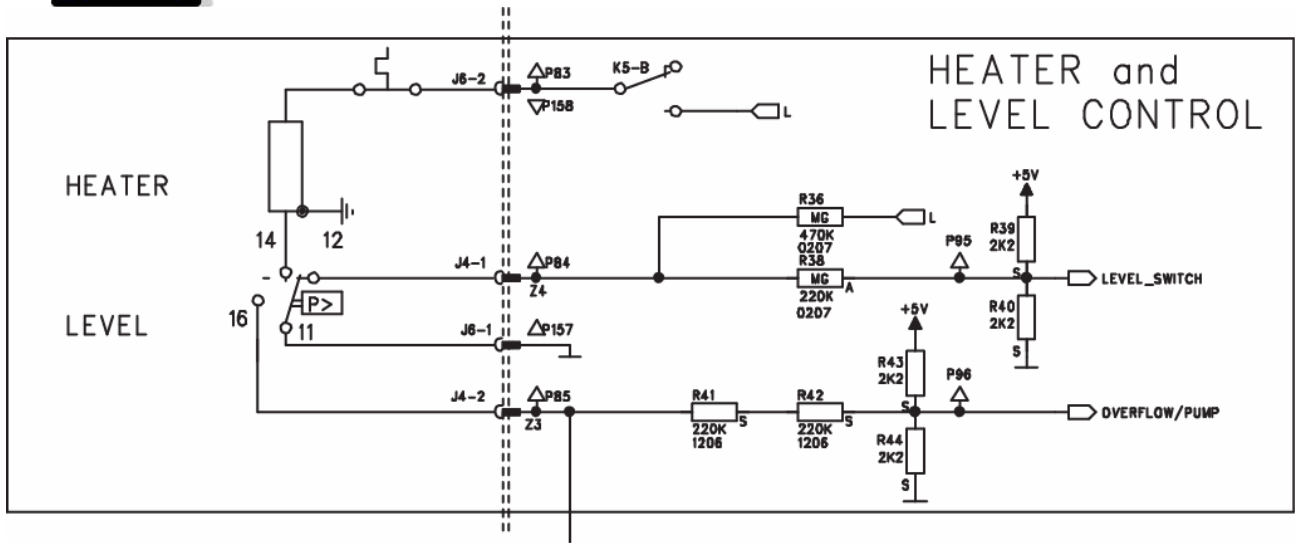 HEATER and
LEVEL CONTROL
J6-2
P83
P158
K5-B
L
HEATER
14
12
R36
MG
470K
0207
L
+5V
R39
2K2
P95
J4-1
P84
Z4
R38
MG
A
220K
0207
S
LEVEL_SWITCH
R40
2K2
S
P>
16
11
LEVEL
J6-1
P157
+5V
R43
2K2
P96
J4-2
P85
Z3
R41
S
220K
1206
R42
S
220K
1206
S
OVERFLOW/PUMP
R44
2K2
S